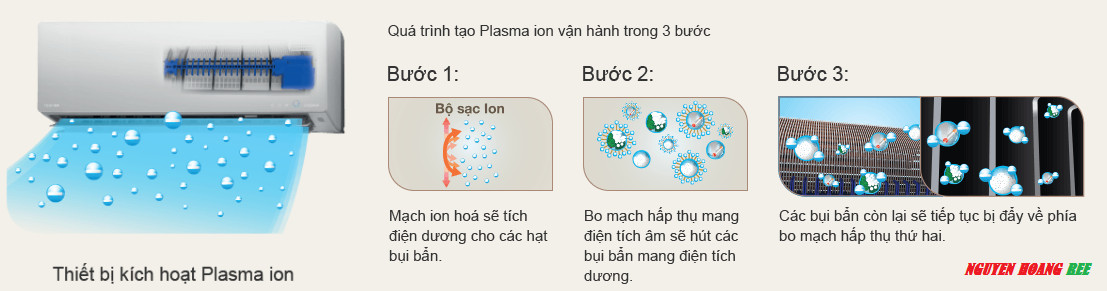 Quá trình tạo Plasma ion vận hành trong 3 bước
Bước 1:
Bộ sạc Ion
Mạch ion hoá sẽ tích
điện dương cho các hạt
bụi bẩn.
Bước 2:
Bo mạch hấp thụ mang
điện tích âm sẽ hút các
bụi bẩn mang điện tích
dương.
Bước 3:
Các bụi bẩn còn lại sẽ tiếp tục bị đẩy về phía
bo mạch hấp thụ thứ hai.
Thiết bị kích hoạt Plasma ion
NGUYEN HOANG REE